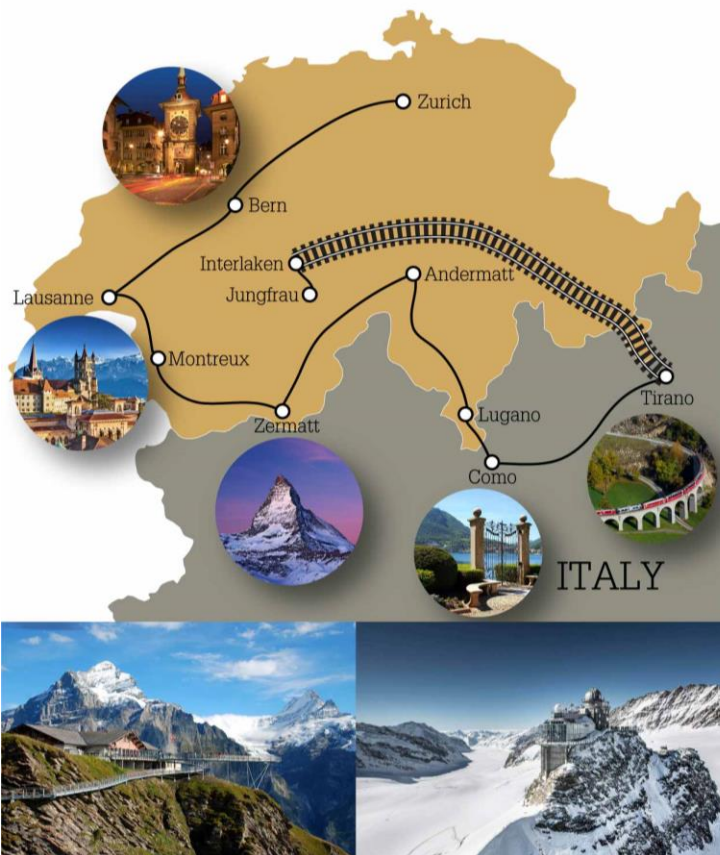 Zurich
Bern
Interlaken
Andermatt
Jungfrau
Lausanne
Montreux
Tirano
Lugano
Zermatt
Como
ITALY